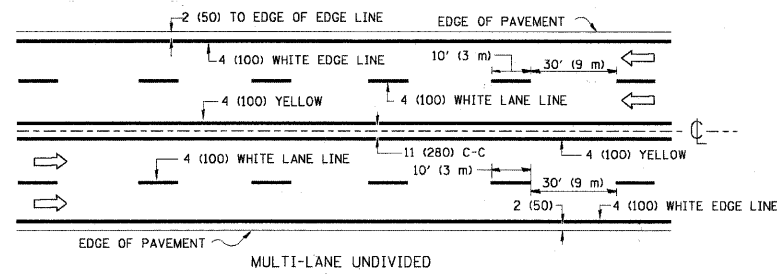 2 (50) TO EDGE OF EDGE LINE
EDGE OF PAVEMENT
4 (100) WHITE EDGE LINE
10' (3 m)
30' (9 m)
4 (100) YELLOW
4 (100) WHITE LANE LINE
CL
11 (280) C-C
4 (100) YELLOW
4 (100) WHITE LANE LINE
10' (3 m)
30' (9 m)
2 (50)
4 (100) WHITE EDGE LINE
EDGE OF PAVEMENT
MULTI-LANE UNDIVIDED